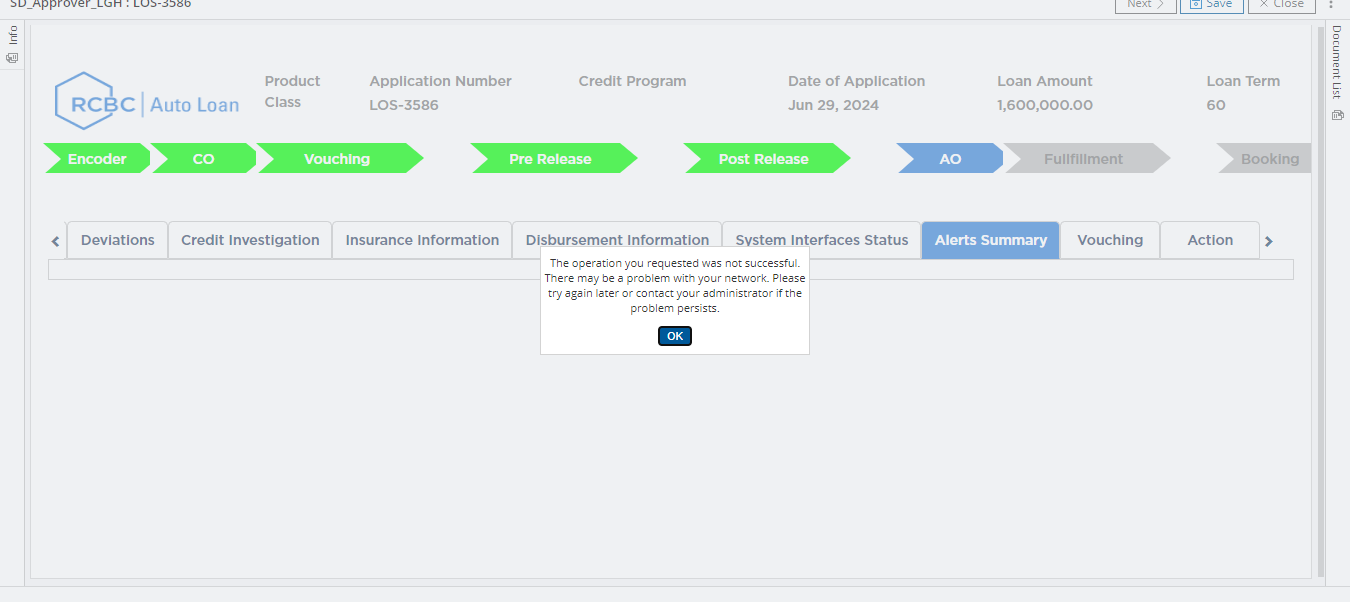 SD_Approver_LGH : LOS-3586
Next
Save
Close
Info
Document List
RCBC | Auto Loan
Product Class
Application Number
LOS-3586
Credit Program
Date of Application
Jun 29, 2024
Loan Amount
1,600,000.00
Loan Term
60
Encoder
CO
Vouching
Pre Release
Post Release
AO
Fullfillment
Booking
Deviations
Credit Investigation
Insurance Information
Disbursement Information
System Interfaces Status
Alerts Summary
Vouching
Action
The operation you requested was not successful.
There may be a problem with your network. Please
try again later or contact your administrator if the
problem persists.
OK